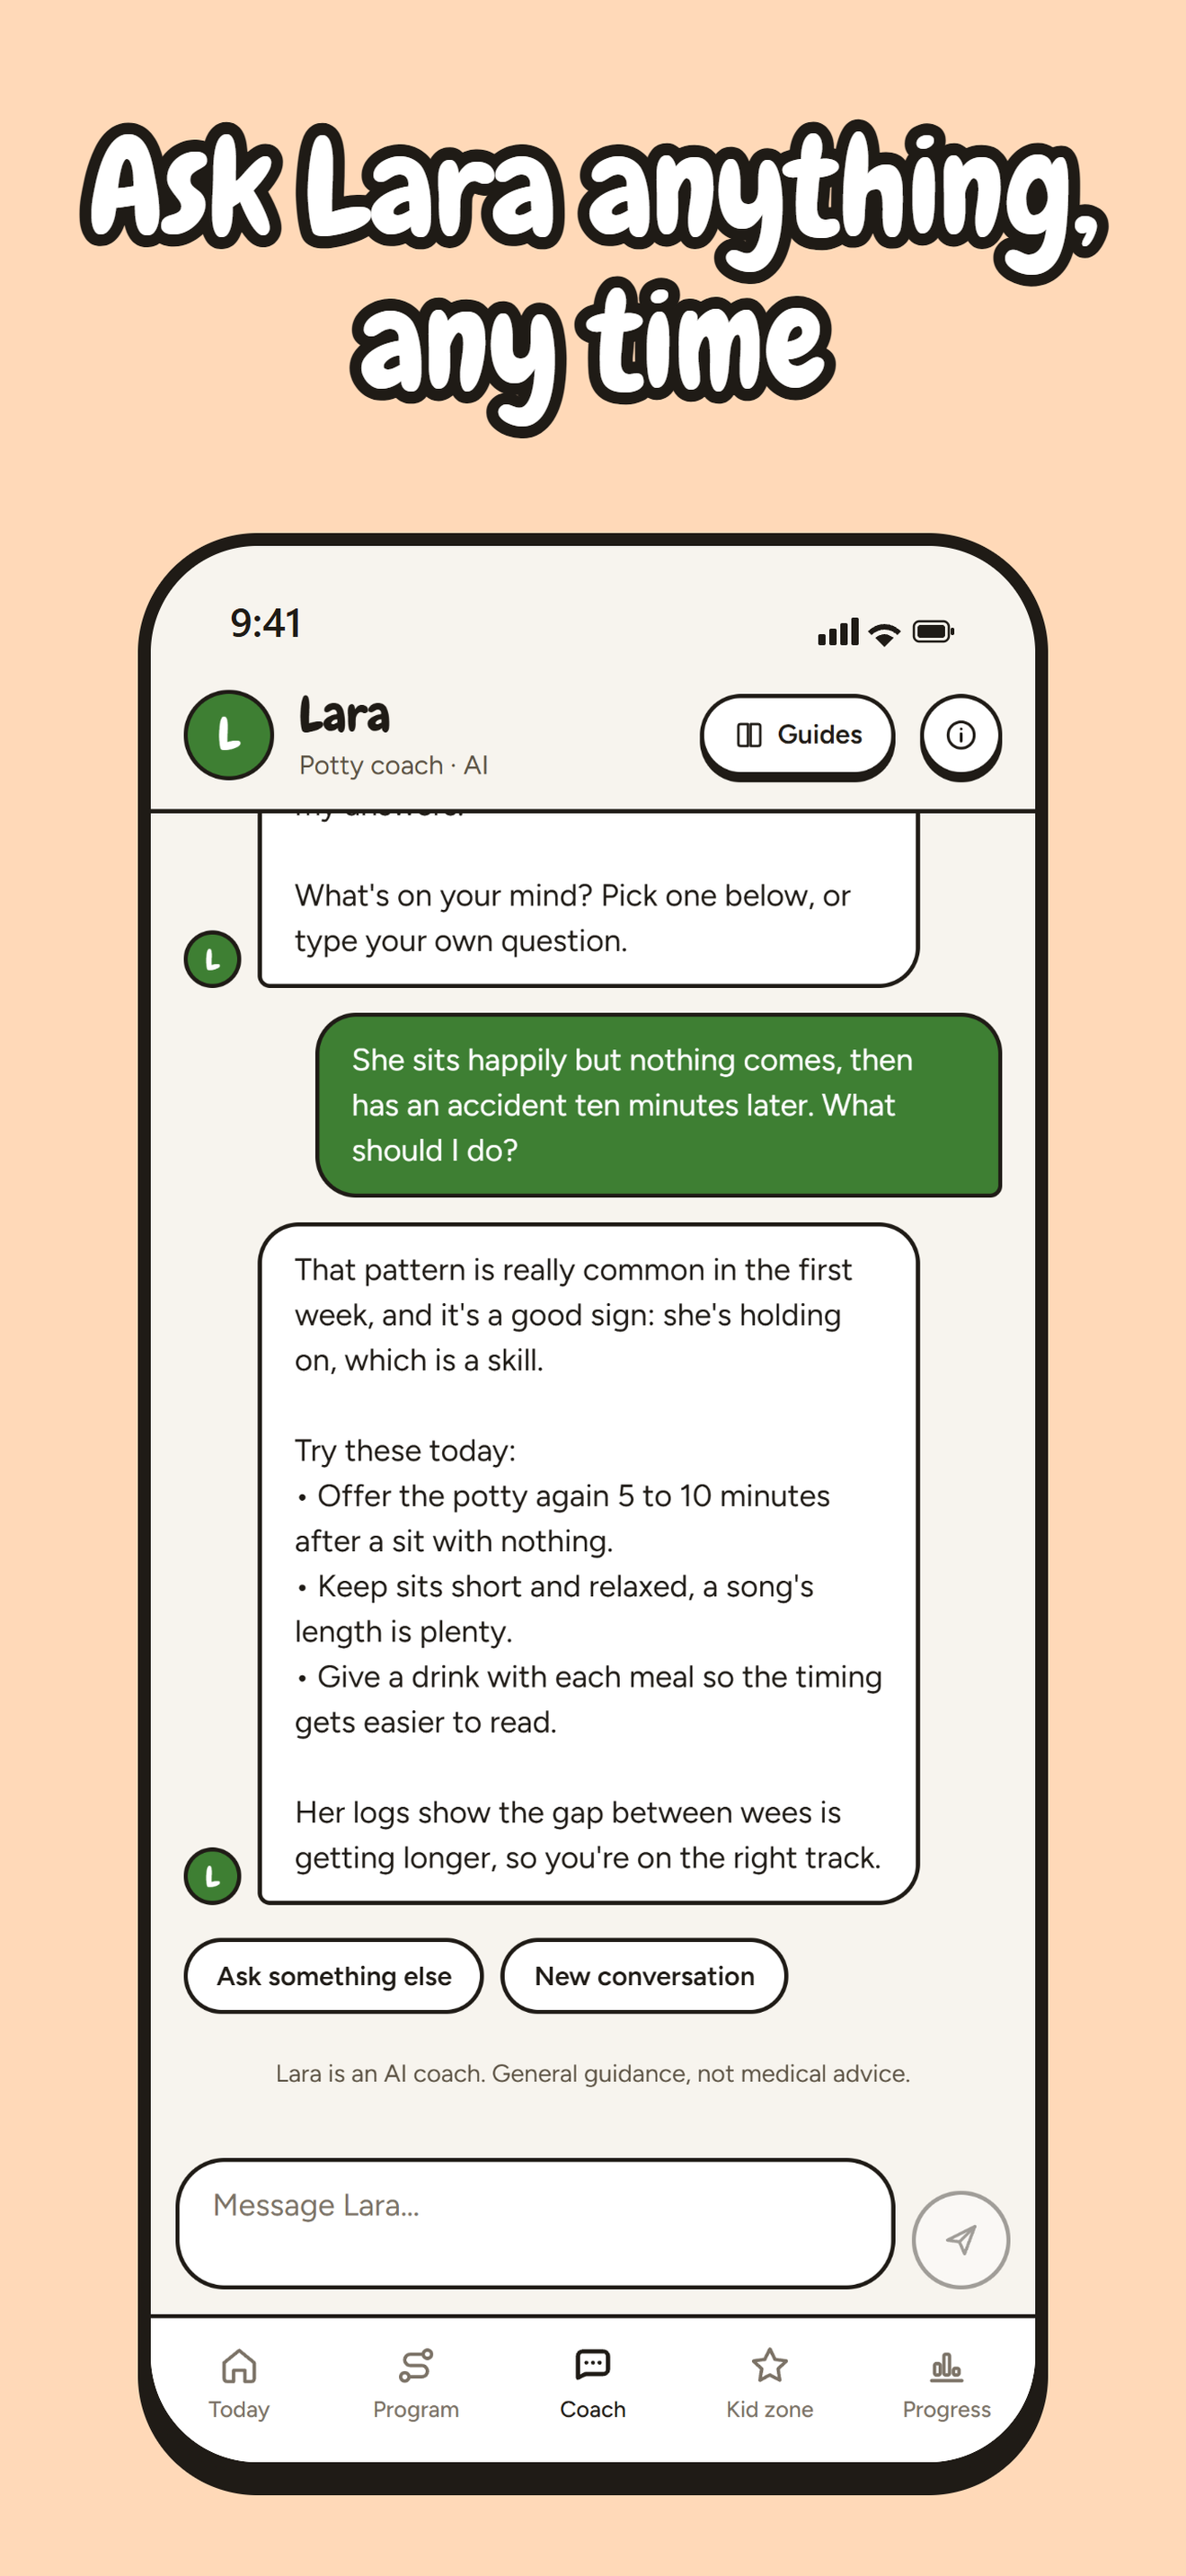 Ask Lara anything,
any time
9:41
L
Lara
Potty coach · AI
Guides
my answers.
What's on your mind? Pick one below, or
type your own question.
L
She sits happily but nothing comes, then
has an accident ten minutes later. What
should I do?
That pattern is really common in the first
week, and it's a good sign: she's holding
on, which is a skill.
Try these today:
• Offer the potty again 5 to 10 minutes
after a sit with nothing.
• Keep sits short and relaxed, a song's
length is plenty.
• Give a drink with each meal so the timing
gets easier to read.
Her logs show the gap between wees is
getting longer, so you're on the right track.
L
Ask something else
New conversation
Lara is an AI coach. General guidance, not medical advice.
Message Lara...
Today
Program
Coach
Kid zone
Progress